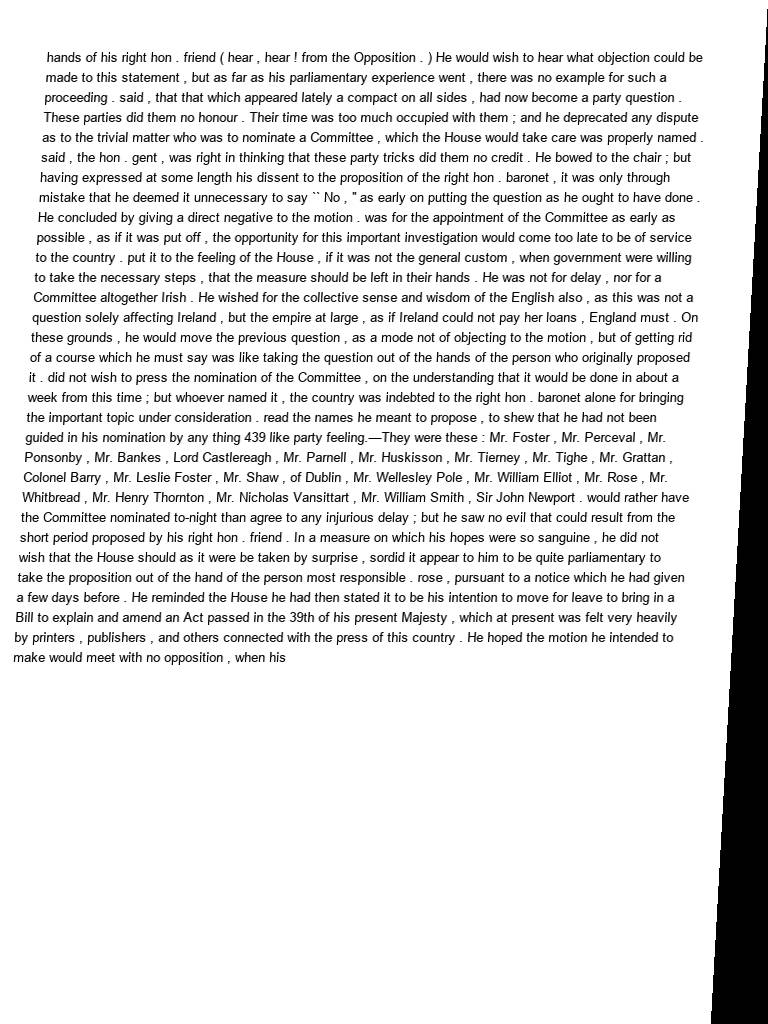 hands of his right hon . friend ( hear , hear ! from the Opposition . ) He would wish to hear what objection could be
made to this statement , but as far as his parliamentary experience went , there was no example for such a
proceeding . said , that that which appeared lately a compact on all sides , had now become a party question .
These parties did them no honour . Their time was too much occupied with them ; and he deprecated any dispute
as to the trivial matter who was to nominate a Committee , which the House would take care was properly named .
said , the hon . gent , was right in thinking that these party tricks did them no credit . He bowed to the chair ; but
having expressed at some length his dissent to the proposition of the right hon . baronet , it was only through
mistake that he deemed it unnecessary to say `` No , " as early on putting the question as he ought to have done .
He concluded by giving a direct negative to the motion . was for the appointment of the Committee as early as
possible , as if it was put off , the opportunity for this important investigation would come too late to be of service
to the country . put it to the feeling of the House , if it was not the general custom , when government were willing
to take the necessary steps , that the measure should be left in their hands . He was not for delay , nor for a
Committee altogether Irish . He wished for the collective sense and wisdom of the English also , as this was not a
question solely affecting Ireland , but the empire at large , as if Ireland could not pay her loans , England must . On
these grounds , he would move the previous question , as a mode not of objecting to the motion , but of getting rid
of a course which he must say was like taking the question out of the hands of the person who originally proposed
it . did not wish to press the nomination of the Committee , on the understanding that it would be done in about a
week from this time ; but whoever named it , the country was indebted to the right hon . baronet alone for bringing
the important topic under consideration . read the names he meant to propose , to shew that he had not been
guided in his nomination by any thing 439 like party feeling.—They were these : Mr. Foster , Mr. Perceval , Mr.
Ponsonby , Mr. Bankes , Lord Castlereagh , Mr. Parnell , Mr. Huskisson , Mr. Tierney , Mr. Tighe , Mr. Grattan ,
Colonel Barry , Mr. Leslie Foster , Mr. Shaw , of Dublin , Mr. Wellesley Pole , Mr. William Elliot , Mr. Rose , Mr.
Whitbread , Mr. Henry Thornton , Mr. Nicholas Vansittart , Mr. William Smith , Sir John Newport . would rather have
the Committee nominated to-night than agree to any injurious delay ; but he saw no evil that could result from the
short period proposed by his right hon . friend . In a measure on which his hopes were so sanguine , he did not
wish that the House should as it were be taken by surprise , sordid it appear to him to be quite parliamentary to
take the proposition out of the hand of the person most responsible . rose , pursuant to a notice which he had given
a few days before . He reminded the House he had then stated it to be his intention to move for leave to bring in a
Bill to explain and amend an Act passed in the 39th of his present Majesty , which at present was felt very heavily
by printers , publishers , and others connected with the press of this country . He hoped the motion he intended to
make would meet with no opposition , when his